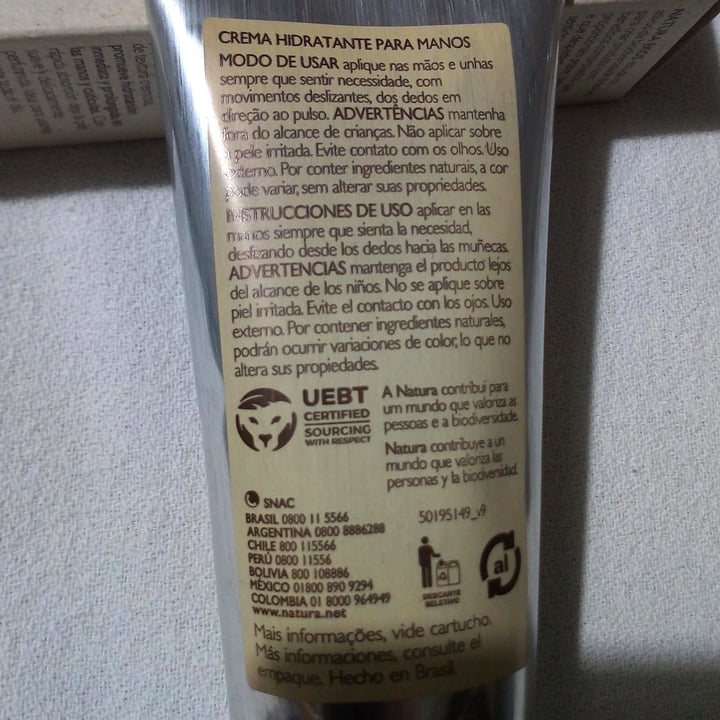 CREMA HIDRATANTE PARA MANOS
MODO DE USAR aplique nas mãos e unhas
sempre que sentir necessidade, com
movimentos deslizantes, dos dedos em
direção ao pulso. ADVERTÊNCIAS mantenha
fora do alcance de crianças. Não aplicar sobre
a pele irritada. Evite contato com os olhos. Uso
externo. Por conter ingredientes naturais, a cor
pode variar, sem alterar suas propriedades.
INSTRUCCIONES DE USO aplicar en las
manos siempre que sienta la necesidad,
deslizando desde los dedos hacia las muñecas.
ADVERTENCIAS mantenga el producto lejos
del alcance de los niños. No se aplique sobre
piel irritada. Evite el contacto con los ojos. Uso
externo. Por contener ingredientes naturales,
podrán ocurrir variaciones de color, lo que no
altera sus propiedades.
UEBT
CERTIFIED
SOURCING
WITH RESPECT
A Natura contribui para
um mundo que valoriza as
pessoas e a biodiversidade.
Natura contribuye a un
mundo que valoriza las
personas y la biodiversidad.
SNAC
BRASIL 0800 11 5566
ARGENTINA 0800 8886288
CHILE 800 115566
PERÚ 0800 11556
BOLIVIA 800 108886
MÉXICO 01800 890 9294
COLOMBIA 01 8000 964949
www.natura.net
50195149_v9
DESCARTE
SELETIVO
al
Mais informações, vide cartucho.
Más informaciones, consulte el
empaque. Hecho en Brasil.
NATURA